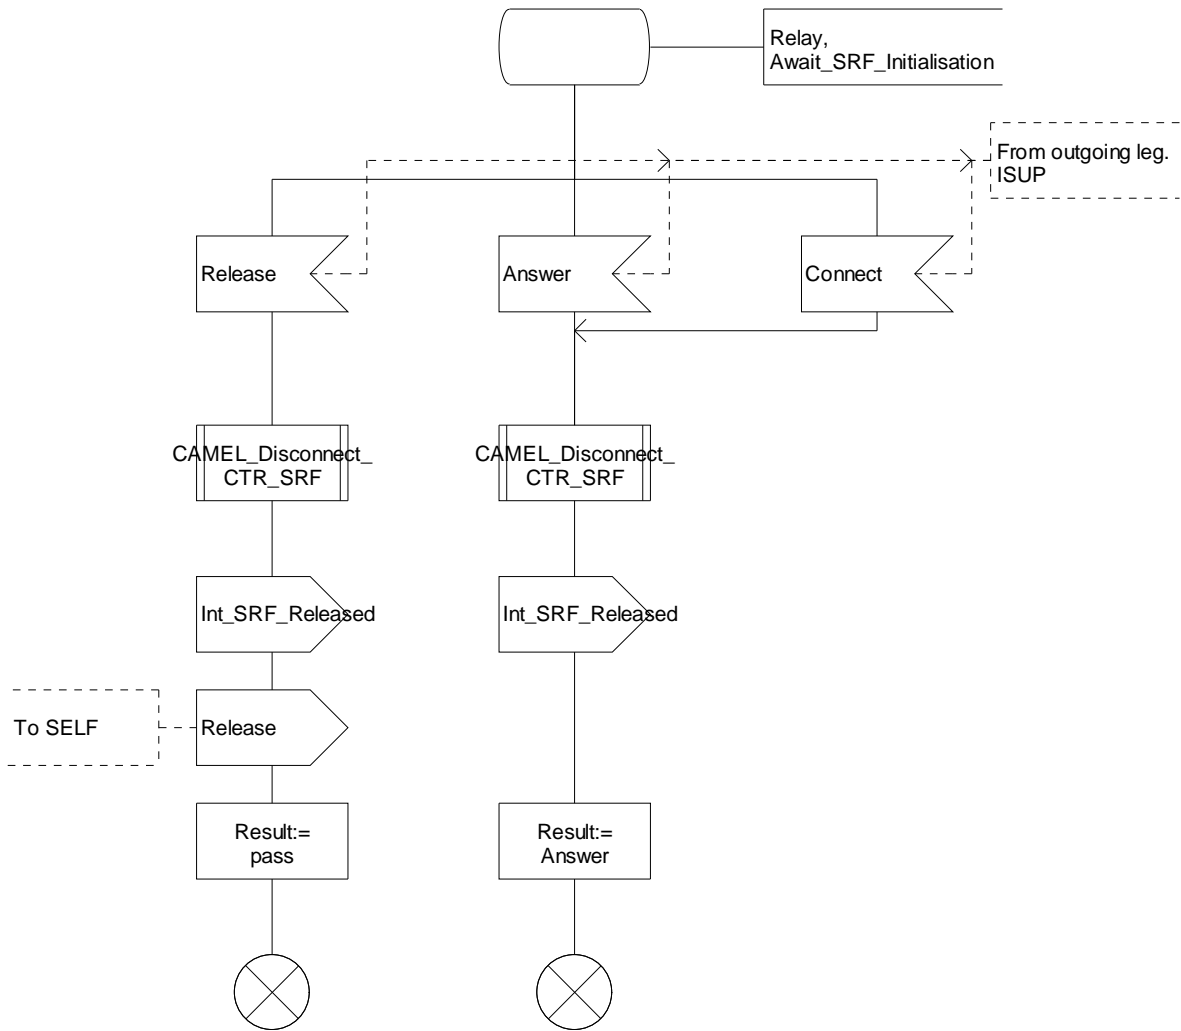 Relay,
Await_SRF_Initialisation
From outgoing leg.
ISUP
Release
Answer
Connect
CAMEL_Disconnect_
CTR_SRF
CAMEL_Disconnect_
CTR_SRF
Int_SRF_Released
Int_SRF_Released
To SELF
Release
Result:=
pass
Result:=
Answer